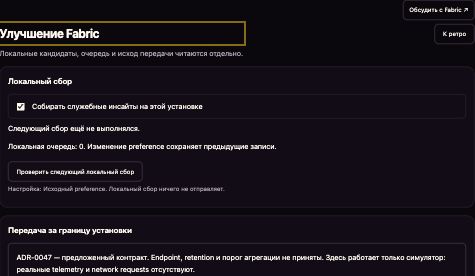 Обсудить с Fabric ↗
Улучшение Fabric
К ретро
Локальные кандидаты, очередь и исход передачи читаются отдельно.
Локальный сбор
Собирать служебные инсайты на этой установке
Следующий сбор ещё не выполнялся.
Локальная очередь: 0. Изменение preference сохраняет предыдущие записи.
Проверить следующий локальный сбор
Настройка: Исходный preference. Локальный сбор ничего не отправляет.
Передача за границу установки
ADR-0047 — предложенный контракт. Endpoint, retention и порог агрегации не приняты. Здесь работает только симулятор:
реальные telemetry и network requests отсутствуют.